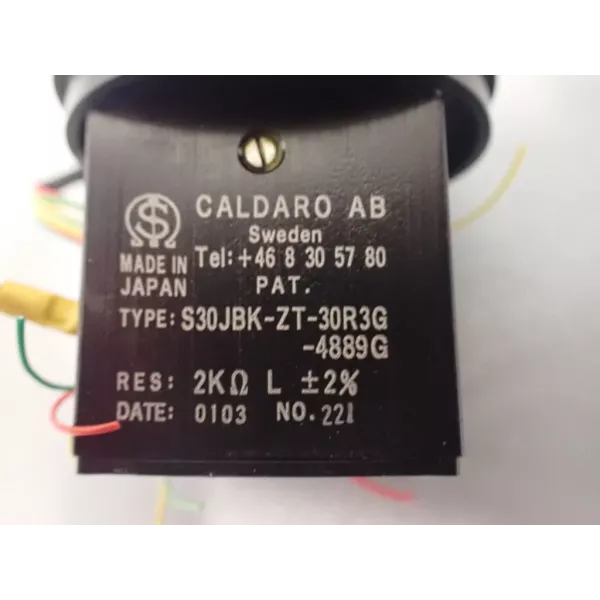 CALDARO AB
Sweden
MADE IN JAPAN
Tel:+46 8 30 57 80
PAT.
TYPE: S30JBK-ZT-30R3G
-4889G
RES: 2KΩ L ±2%
DATE: 0103 NO. 221